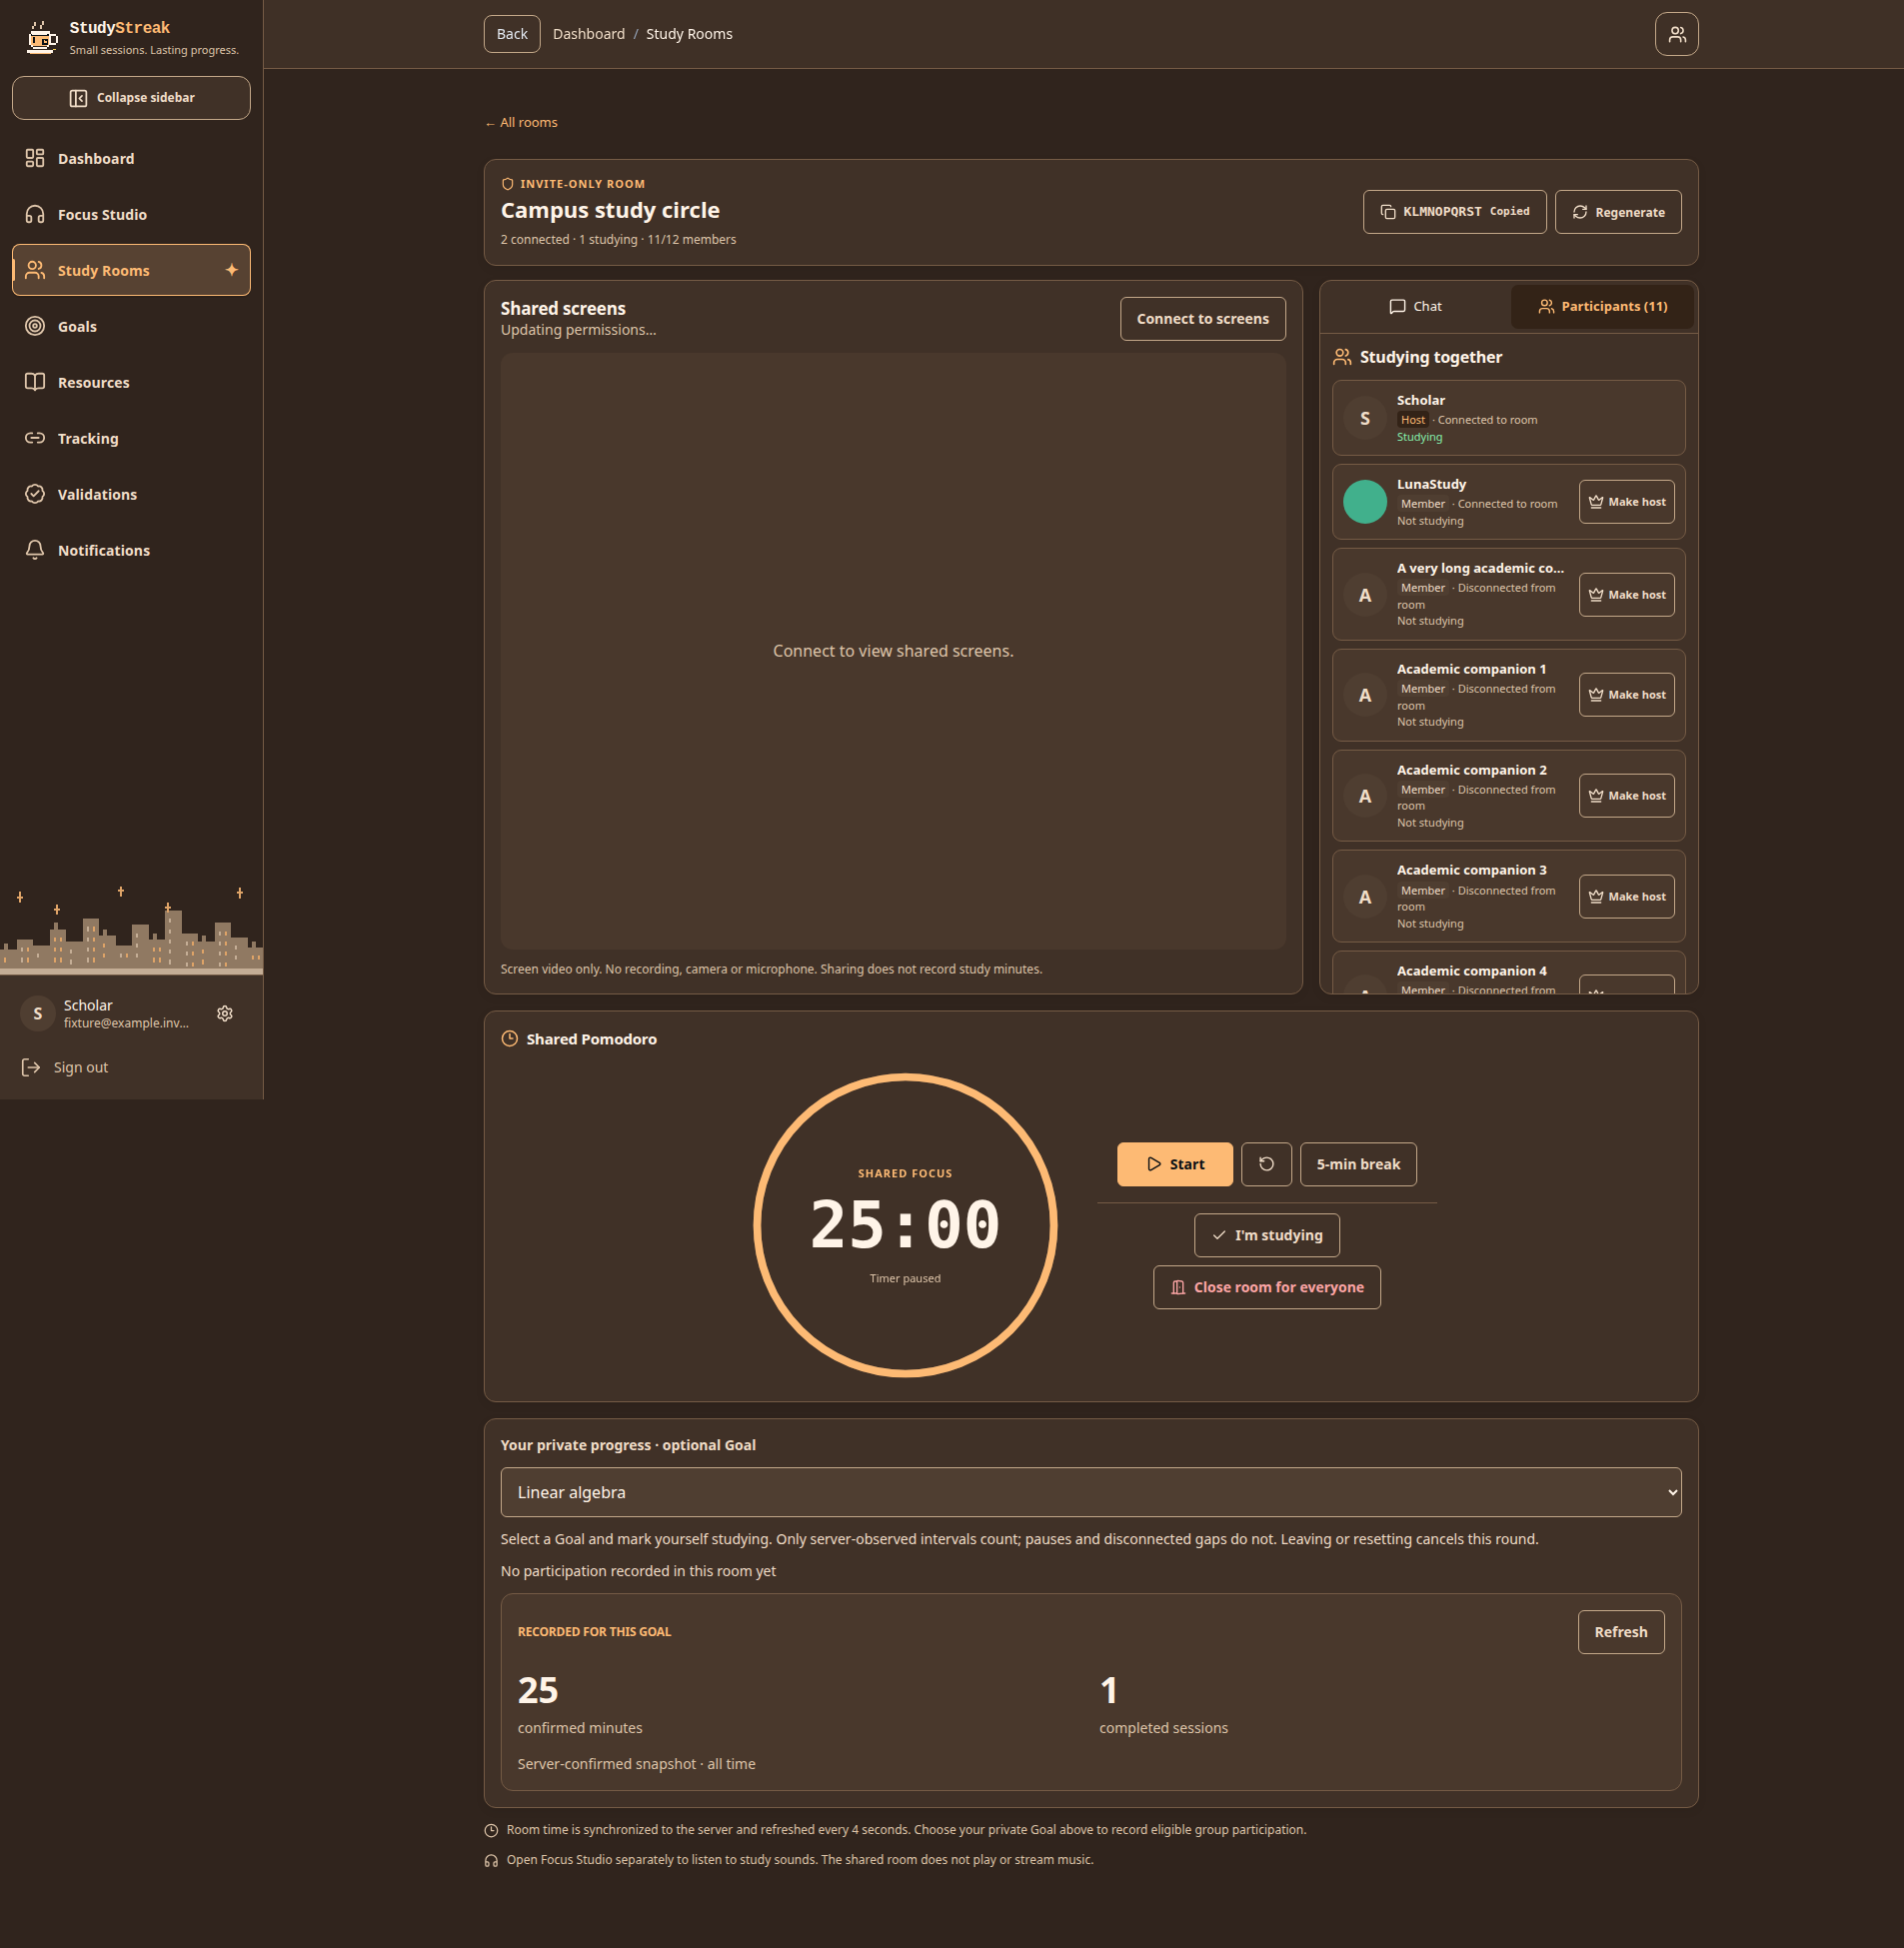 StudyStreak
Small sessions. Lasting progress.
Collapse sidebar
Dashboard
Focus Studio
Study Rooms
Goals
Resources
Tracking
Validations
Notifications
S
Scholar
fixture@example.inv...
Sign out
Back
Dashboard / Study Rooms
← All rooms
INVITE-ONLY ROOM
Campus study circle
2 connected · 1 studying · 11/12 members
KLMNOPQRST Copied
Regenerate
Shared screens
Updating permissions...
Connect to screens
Connect to view shared screens.
Screen video only. No recording, camera or microphone. Sharing does not record study minutes.
Chat
Participants (11)
Studying together
S
Scholar
Host · Connected to room
Studying
LunaStudy
Member · Connected to room
Not studying
Make host
A
A very long academic co...
Member · Disconnected from
room
Not studying
Make host
A
Academic companion 1
Member · Disconnected from
room
Not studying
Make host
A
Academic companion 2
Member · Disconnected from
room
Not studying
Make host
A
Academic companion 3
Member · Disconnected from
room
Not studying
Make host
Academic companion 4
Member · Disconnected from
Shared Pomodoro
SHARED FOCUS
25:00
Timer paused
Start
5-min break
I'm studying
Close room for everyone
Your private progress · optional Goal
Linear algebra
Select a Goal and mark yourself studying. Only server-observed intervals count; pauses and disconnected gaps do not. Leaving or resetting cancels this round.
No participation recorded in this room yet
RECORDED FOR THIS GOAL
Refresh
25
confirmed minutes
1
completed sessions
Server-confirmed snapshot · all time
Room time is synchronized to the server and refreshed every 4 seconds. Choose your private Goal above to record eligible group participation.
Open Focus Studio separately to listen to study sounds. The shared room does not play or stream music.